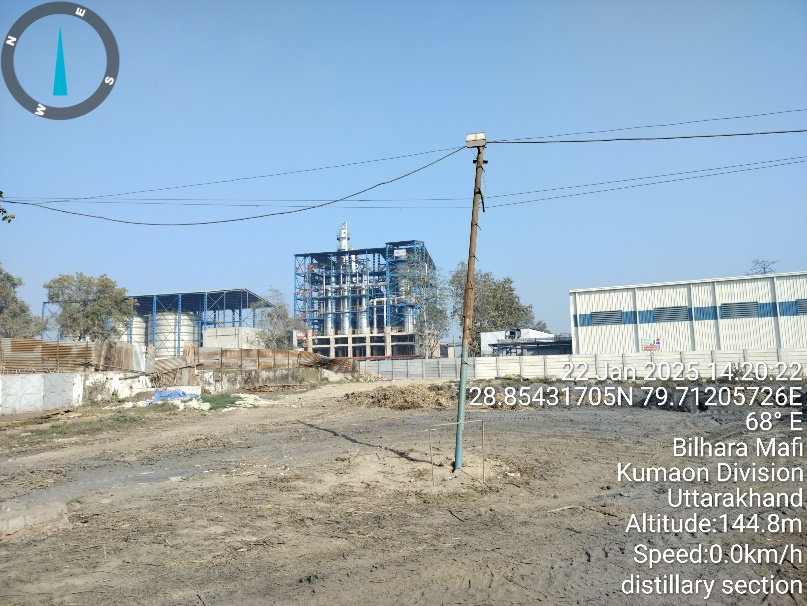 N
E
S
W
22 Jan 2025 14:20:22
28.85431705N 79.71205726E
68° E
Bilhara Mafi
Kumaon Division
Uttarakhand
Altitude:144.8m
Speed:0.0km/h
distillary section